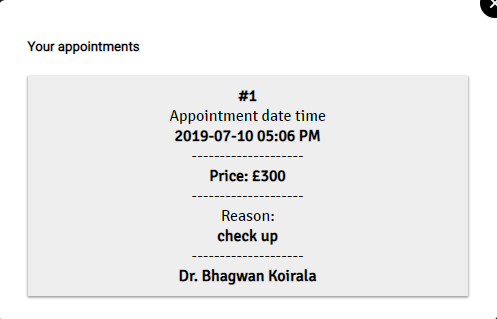 Your appointments
#1
Appointment date time
2019-07-10 05:06 PM
--------------------
Price: £300
--------------------
Reason:
check up
--------------------
Dr. Bhagwan Koirala